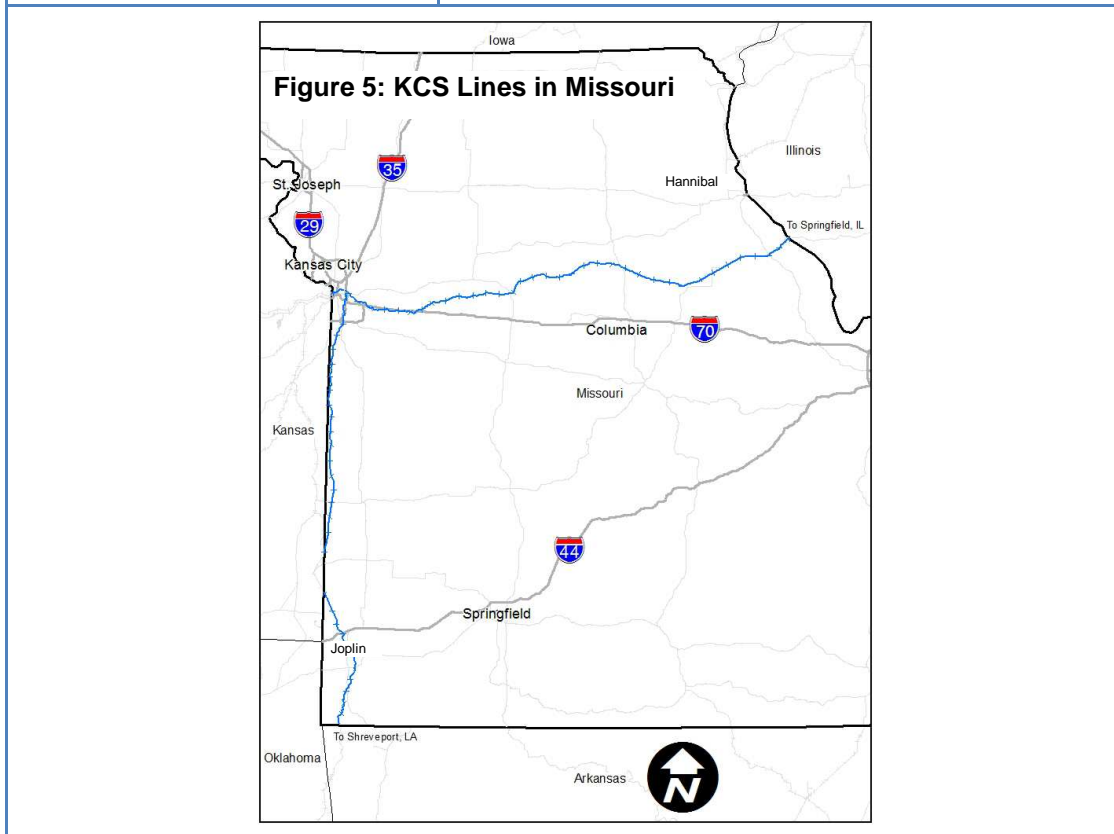 Iowa
Figure 5: KCS Lines in Missouri
Illinois
35
St. Joseph
Hannibal
29
To Springfield, IL
Kansas City
Columbia
70
Missouri
Kansas
44
Springfield
Joplin
To Shreveport, LA
Oklahoma
Arkansas
N